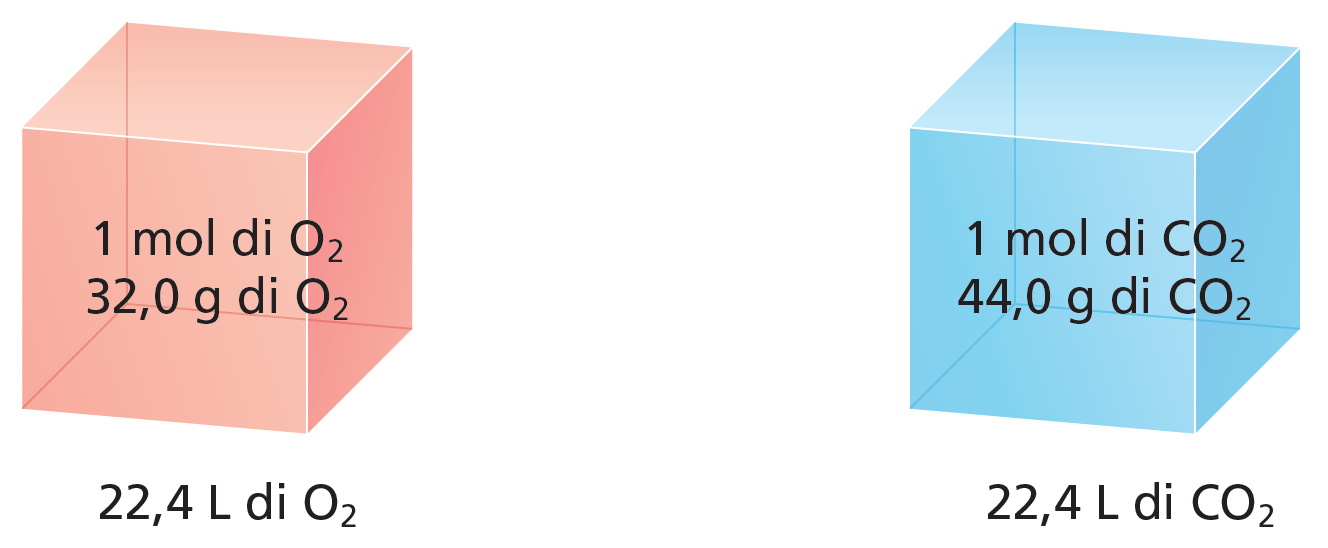 1 mol di O₂
32,0 g di O₂
22,4 L di O₂
1 mol di CO₂
44,0 g di CO₂
22,4 L di CO₂